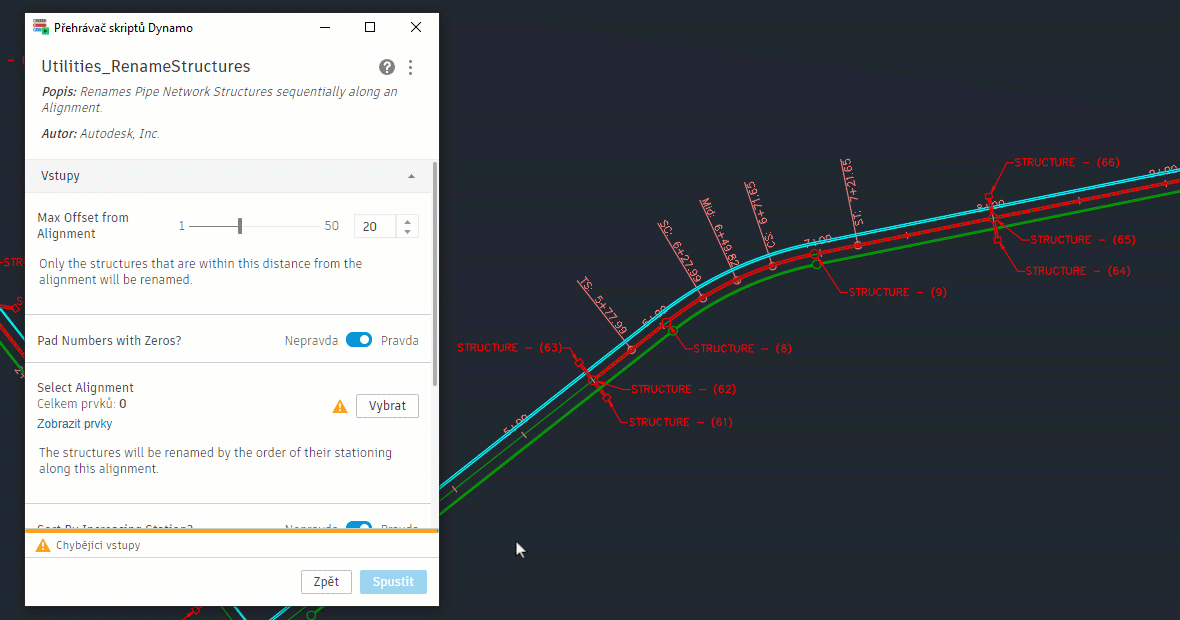 Přehrávač skriptů Dynamo
Utilities_RenameStructures
Popis: Renames Pipe Network Structures sequentially along an
Alignment.
Autor: Autodesk, Inc.
Vstupy
Max Offset from
Alignment
1
50
20
Only the structures that are within this distance from the
alignment will be renamed.
Pad Numbers with Zeros?
Nepravda
Pravda
Select Alignment
Celkem prvků: 0
Zobrazit prvky
Vybrat
The structures will be renamed by the order of their stationing
along this alignment.
Sort By Increasing Station?
Nepravda
Pravda
Chybějící vstupy
Zpět
Spustit
STRUCTURE - (66)
STRUCTURE - (65)
STRUCTURE - (64)
ST: 7+21.65
CS: 6+71.65
Mid: 6+49.82
SC: 6+27.99
TS: 5+77.99
STRUCTURE - (9)
STRUCTURE - (8)
STRUCTURE - (63)
STRUCTURE - (62)
STRUCTURE - (61)
5+00
6+00
7+00
8+00